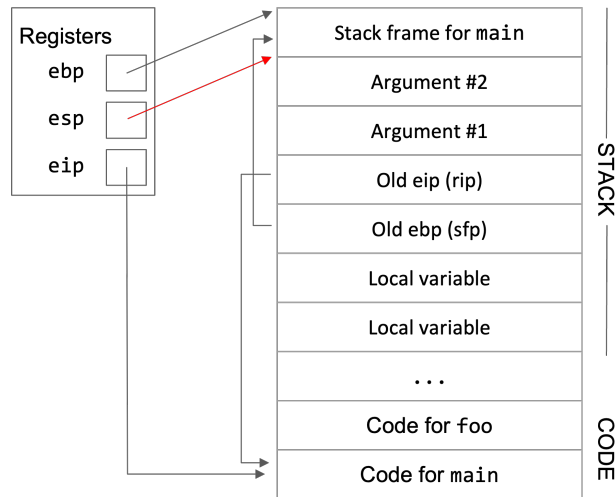 Registers
ebp
esp
eip
Stack frame for main
Argument #2
Argument #1
Old eip (rip)
Old ebp (sfp)
Local variable
Local variable
...
Code for foo
Code for main
STACK
CODE